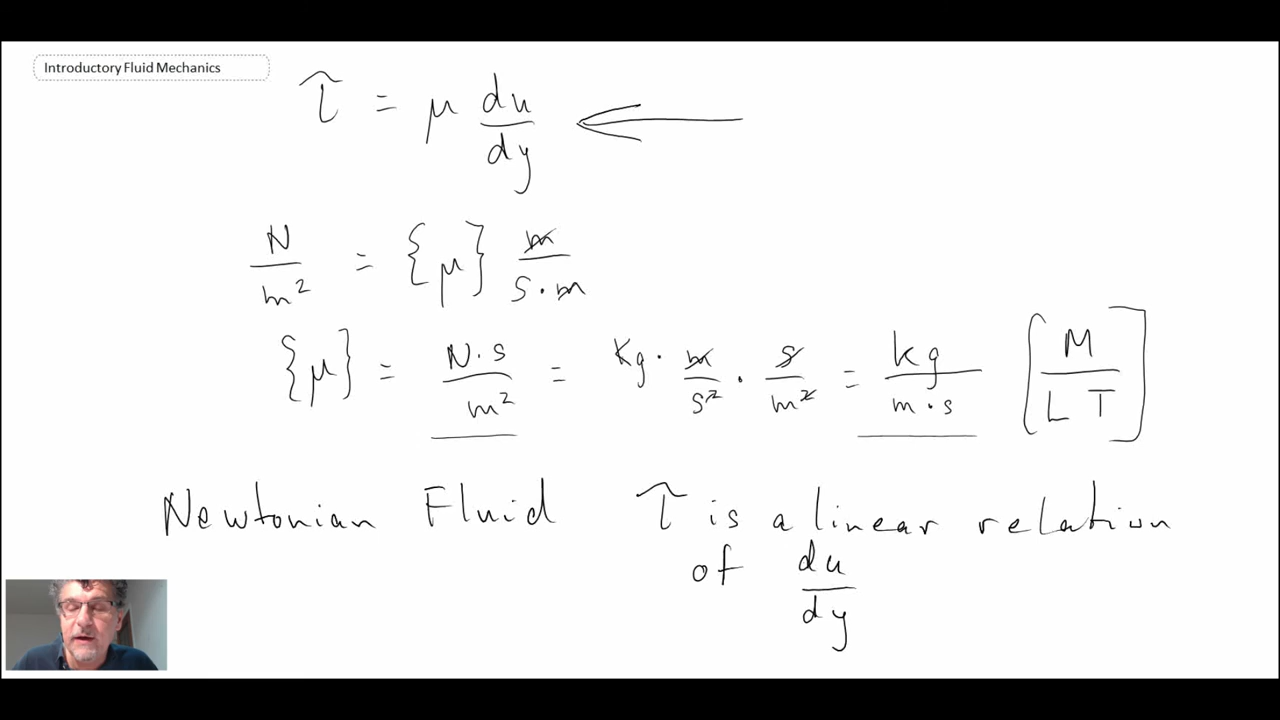 Introductory Fluid Mechanics
τ = μ du/dy
N/m² = {μ} m/s·m
{μ} = N·s/m² = Kg · m/s² · s/m² = kg/m·s [M/L T]
Newtonian Fluid τ is a linear relation
of du/dy